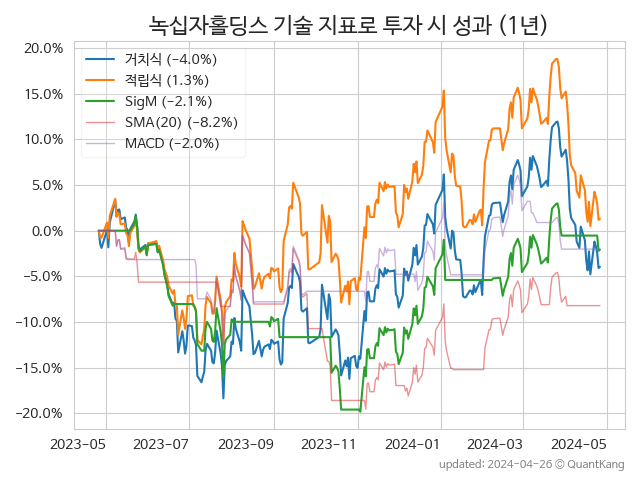 녹십자홀딩스 기술 지표로 투자 시 성과 (1년)
20.0%
15.0%
10.0%
5.0%
0.0%
−5.0%
−10.0%
−15.0%
−20.0%
거치식 (−4.0%)
적립식 (1.3%)
SigM (−2.1%)
SMA(20) (−8.2%)
MACD (−2.0%)
2023-05 2023-07 2023-09 2023-11 2024-01 2024-03 2024-05
updated: 2024-04-26 © QuantKang